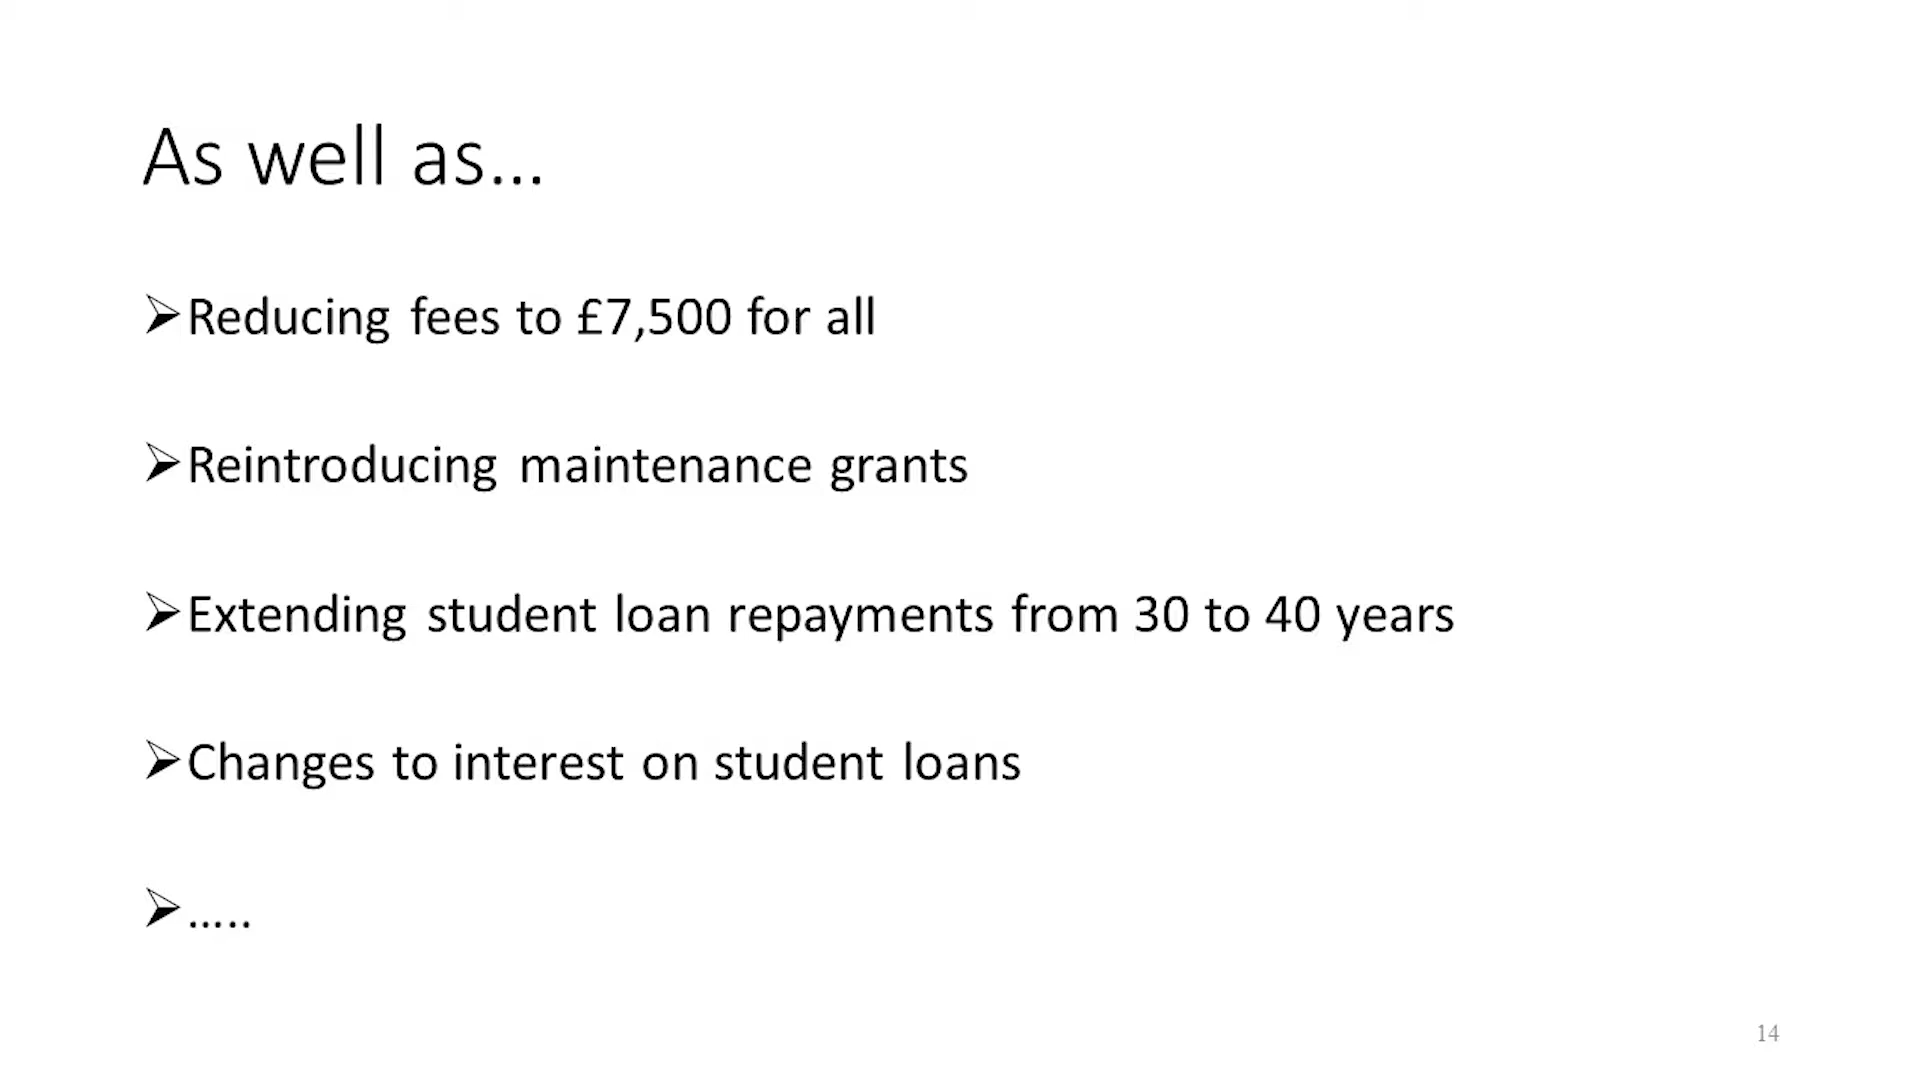 As well as...
➢Reducing fees to £7,500 for all
➢Reintroducing maintenance grants
➢Extending student loan repayments from 30 to 40 years
➢Changes to interest on student loans
➢.....
14